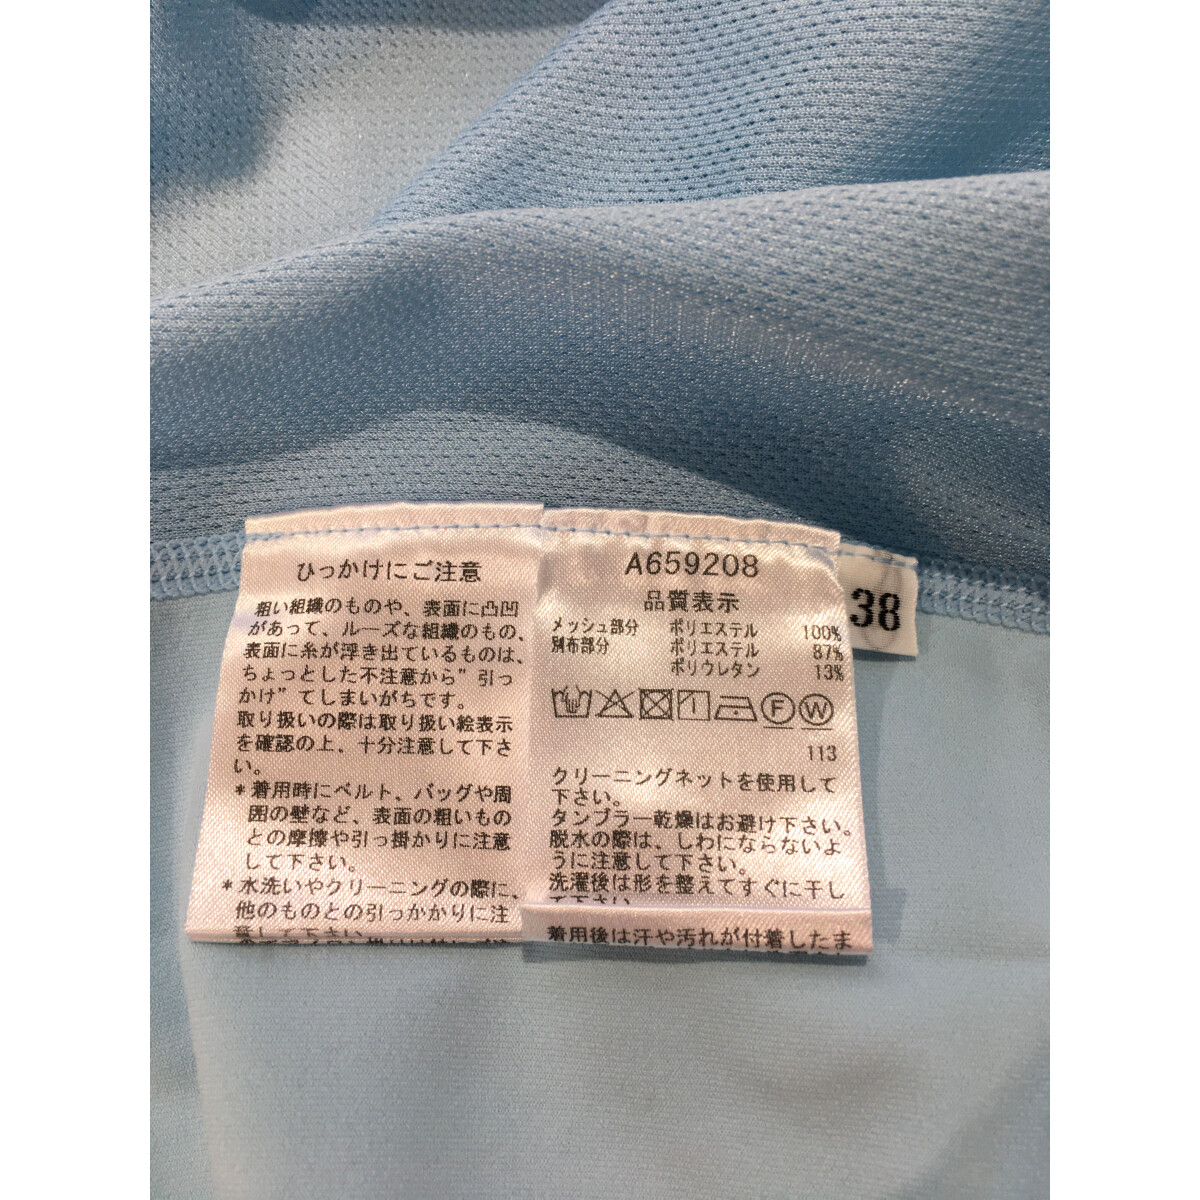 ひっかけにご注意
粗い組織のものや、表面に凸凹
があって、ルーズな組織のもの、
表面に糸が浮き出ているものは、
ちょっとした不注意から"引っ
かけ"てしまいがちです。
取り扱いの際は取り扱い絵表示
を確認の上、十分注意して下さ
い。
*着用時にベルト、バッグや周
囲の壁など、表面の粗いもの
との摩擦や引っ掛かりに注意
して下さい。
*水洗いやクリーニングの際に、
他のものとの引っかかりに注
意して下さい。
A659208
品質表示
メッシュ部分 ポリエステル 100%
別布部分 ポリエステル 87%
ポリウレタン 13%
F W
113
クリーニングネットを使用して
下さい。
タンブラー乾燥はお避け下さい。
脱水の際は、しわにならないよ
うに注意して下さい。
洗濯後は形を整えてすぐに干し
て下さい
着用後は汗や汚れが付着したま
38